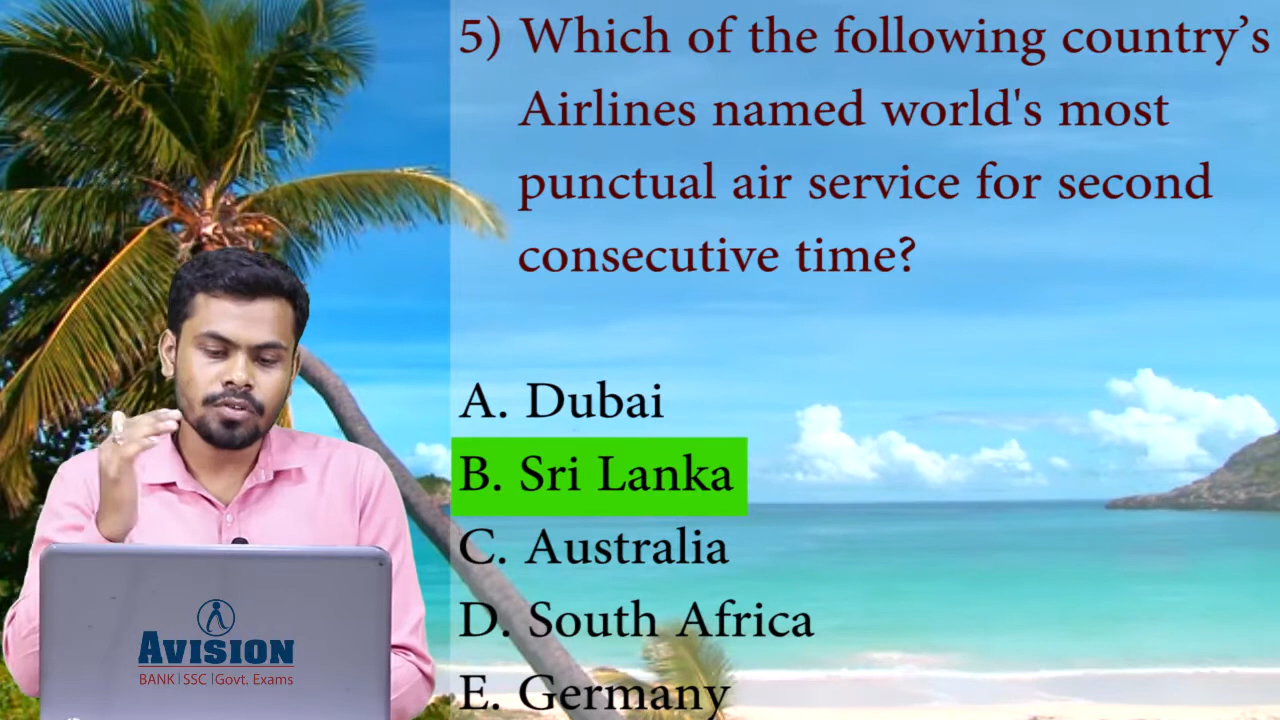 5) Which of the following country’s
Airlines named world's most
punctual air service for second
consecutive time?
A. Dubai
B. Sri Lanka
C. Australia
D. South Africa
E. Germany
AVISION
BANK | SSC | Govt. Exams